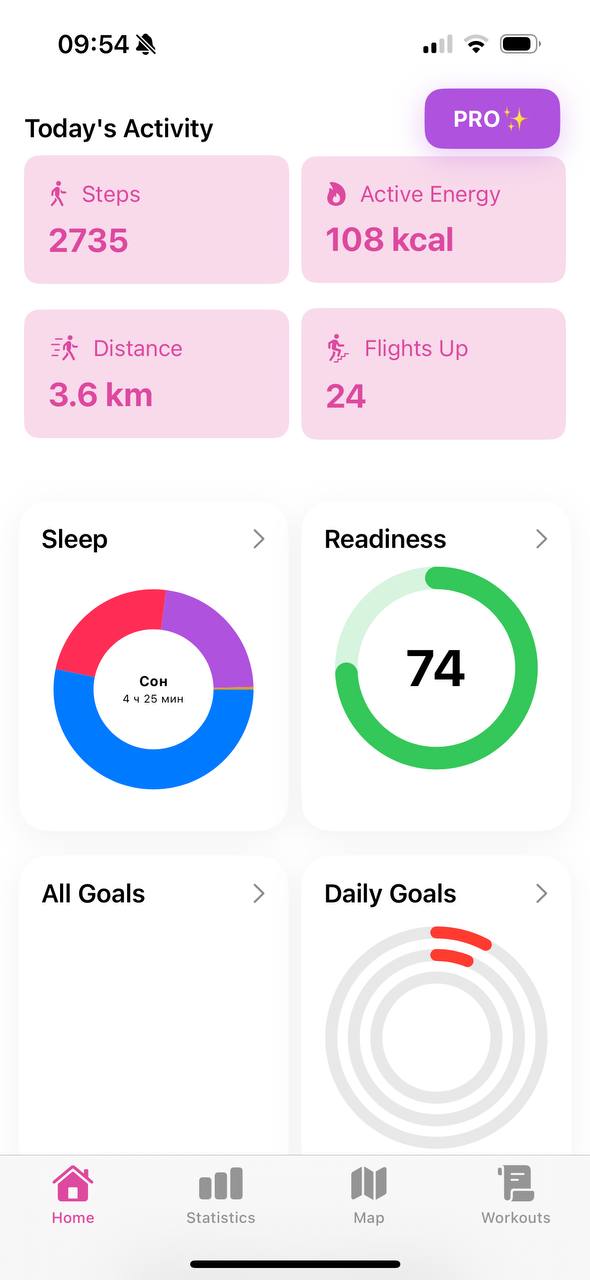 09:54
PRO✨
Today's Activity
Steps
2735
Active Energy
108 kcal
Distance
3.6 km
Flights Up
24
Sleep
Сон
4 ч 25 мин
Readiness
74
All Goals
Daily Goals
Home
Statistics
Map
Workouts